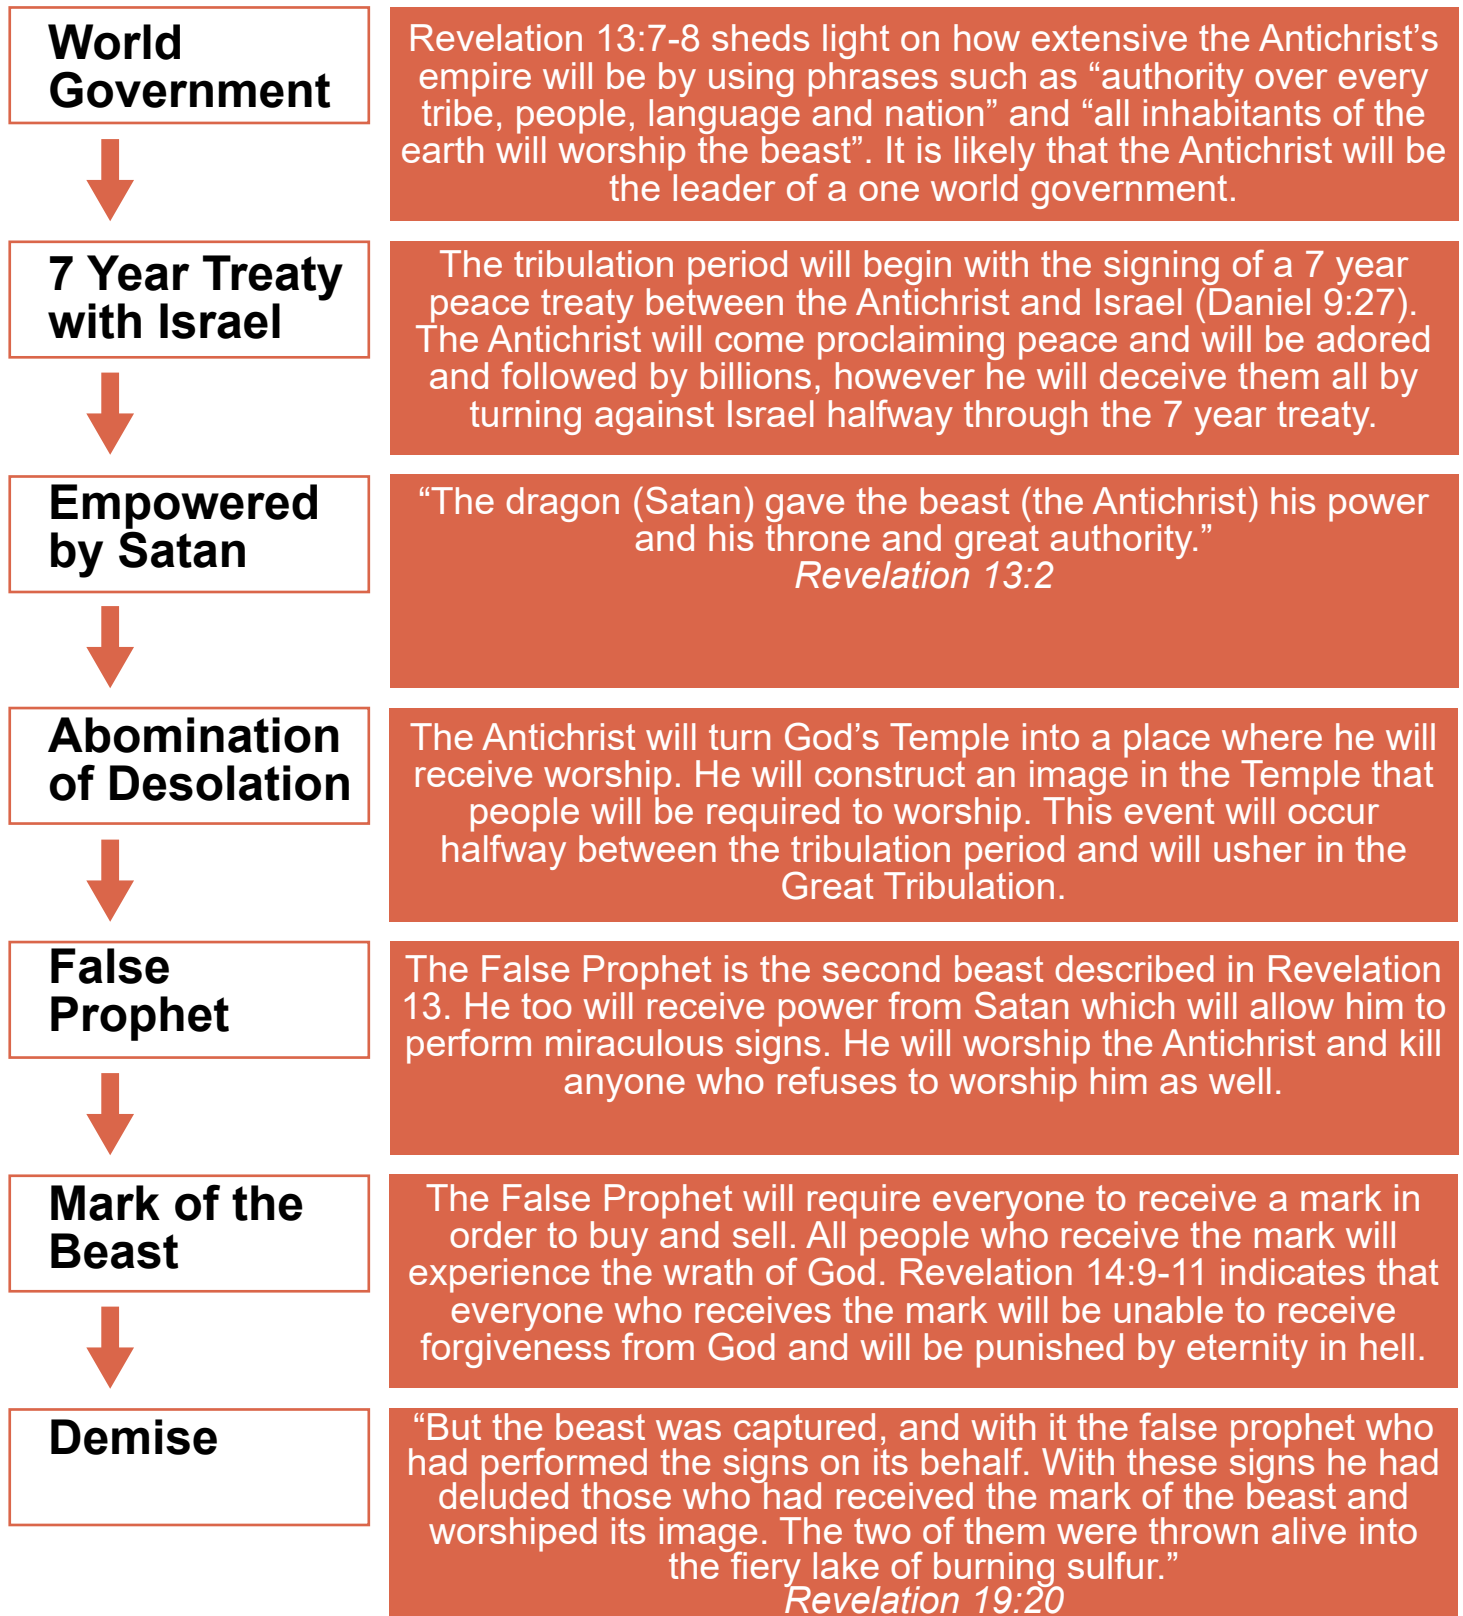 World
Government
Revelation 13:7-8 sheds light on how extensive the Antichrist’s
empire will be by using phrases such as “authority over every
tribe, people, language and nation” and “all inhabitants of the
earth will worship the beast”. It is likely that the Antichrist will be
the leader of a one world government.
7 Year Treaty
with Israel
The tribulation period will begin with the signing of a 7 year
peace treaty between the Antichrist and Israel (Daniel 9:27).
The Antichrist will come proclaiming peace and will be adored
and followed by billions, however he will deceive them all by
turning against Israel halfway through the 7 year treaty.
Empowered
by Satan
“The dragon (Satan) gave the beast (the Antichrist) his power
and his throne and great authority.”
Revelation 13:2
Abomination
of Desolation
The Antichrist will turn God’s Temple into a place where he will
receive worship. He will construct an image in the Temple that
people will be required to worship. This event will occur
halfway between the tribulation period and will usher in the
Great Tribulation.
False
Prophet
The False Prophet is the second beast described in Revelation
13. He too will receive power from Satan which will allow him to
perform miraculous signs. He will worship the Antichrist and kill
anyone who refuses to worship him as well.
Mark of the
Beast
The False Prophet will require everyone to receive a mark in
order to buy and sell. All people who receive the mark will
experience the wrath of God. Revelation 14:9-11 indicates that
everyone who receives the mark will be unable to receive
forgiveness from God and will be punished by eternity in hell.
Demise
“But the beast was captured, and with it the false prophet who
had performed the signs on its behalf. With these signs he had
deluded those who had received the mark of the beast and
worshiped its image. The two of them were thrown alive into
the fiery lake of burning sulfur.”
Revelation 19:20